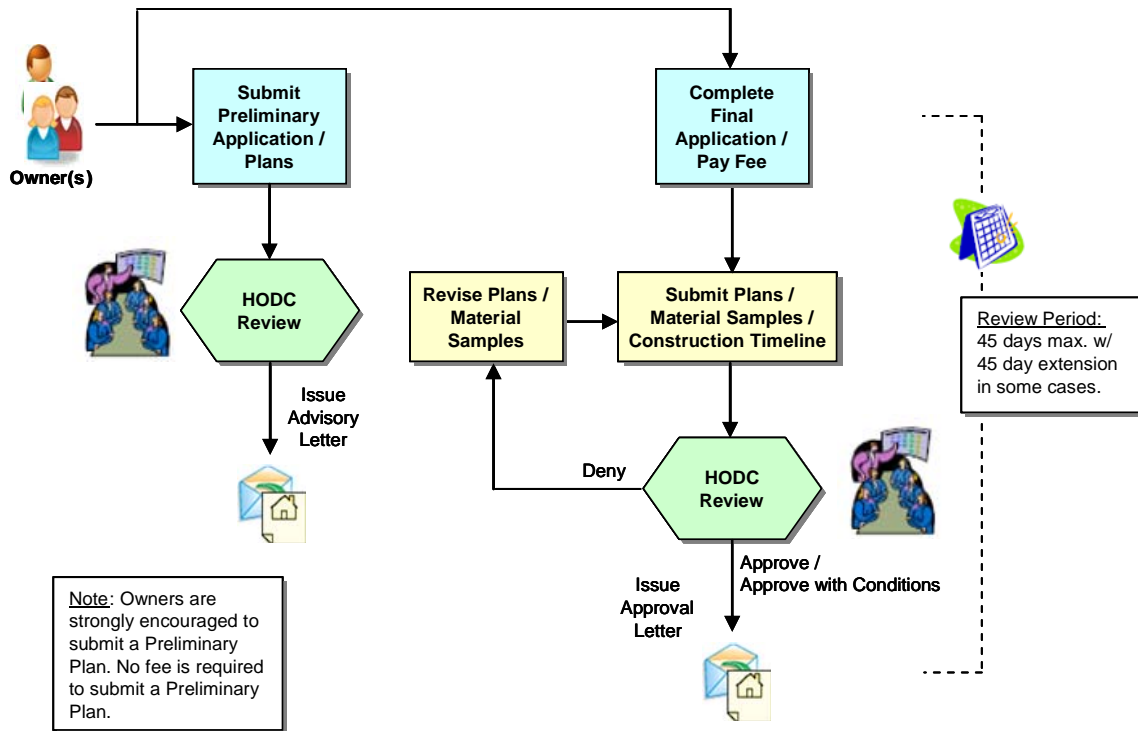 Owner(s)
Submit
Preliminary
Application /
Plans
HODC
Review
Issue
Advisory
Letter
Note: Owners are
strongly encouraged to
submit a Preliminary
Plan. No fee is required
to submit a Preliminary
Plan.
Complete
Final
Application /
Pay Fee
Revise Plans /
Material
Samples
Submit Plans /
Material Samples /
Construction Timeline
Deny
HODC
Review
Approve /
Approve with Conditions
Issue
Approval
Letter
Review Period:
45 days max. w/
45 day extension
in some cases.